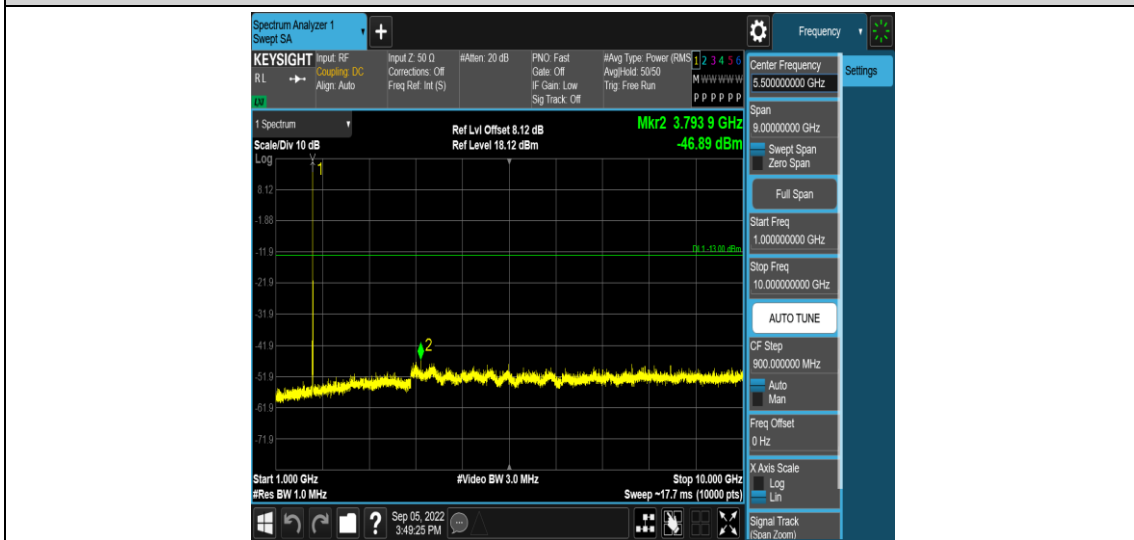 Spectrum Analyzer 1
Swept SA
+
Frequency
KEYSIGHT
RL
LXI
Input: RF
Coupling: DC
Align: Auto
Input Z: 50 Ω
Corrections: Off
Freq Ref: Int (S)
#Atten: 20 dB
PNO: Fast
Gate: Off
IF Gain: Low
Sig Track: Off
#Avg Type: Power (RMS
Avg|Hold: 50/50
Trig: Free Run
1 2 3 4 5 6
M W W W W W
P P P P P P
Center Frequency
5.500000000 GHz
Settings
1 Spectrum
Scale/Div 10 dB
Log
Ref Lvl Offset 8.12 dB
Ref Level 18.12 dBm
Mkr2 3.793 9 GHz
-46.89 dBm
1
8.12
-1.88
-11.9
DL1 -13.00 dBm
-21.9
-31.9
-41.9
2
-51.9
-61.9
-71.9
Start 1.000 GHz
#Res BW 1.0 MHz
#Video BW 3.0 MHz
Stop 10.000 GHz
Sweep ~17.7 ms (10000 pts)
Span
9.00000000 GHz
Swept Span
Zero Span
Full Span
Start Freq
1.000000000 GHz
Stop Freq
10.000000000 GHz
AUTO TUNE
CF Step
900.000000 MHz
Auto
Man
Freq Offset
0 Hz
X Axis Scale
Log
Lin
Signal Track
(Span Zoom)
?
Sep 05, 2022
3:49:25 PM